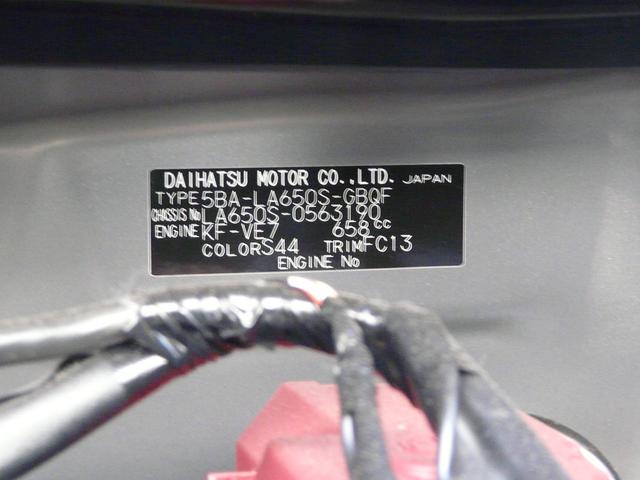 DAIHATSU MOTOR CO.,LTD. JAPAN
TYPE 5BA-LA650S-GBQF
CHASSIS No LA650S-0563190
ENGINE KF-VE7 658cc
COLOR S44 TRIM FC13
ENGINE No